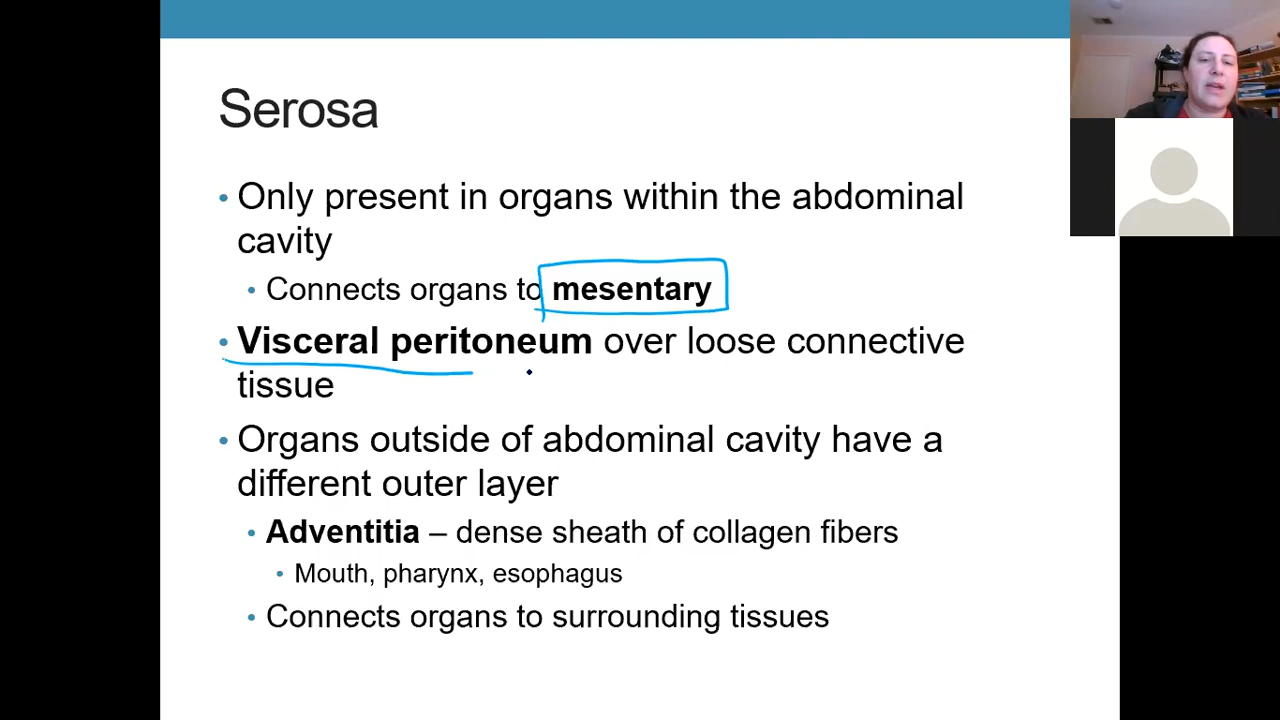 Serosa
• Only present in organs within the abdominal
cavity
• Connects organs to mesentary
• Visceral peritoneum over loose connective
tissue
• Organs outside of abdominal cavity have a
different outer layer
• Adventitia – dense sheath of collagen fibers
• Mouth, pharynx, esophagus
• Connects organs to surrounding tissues